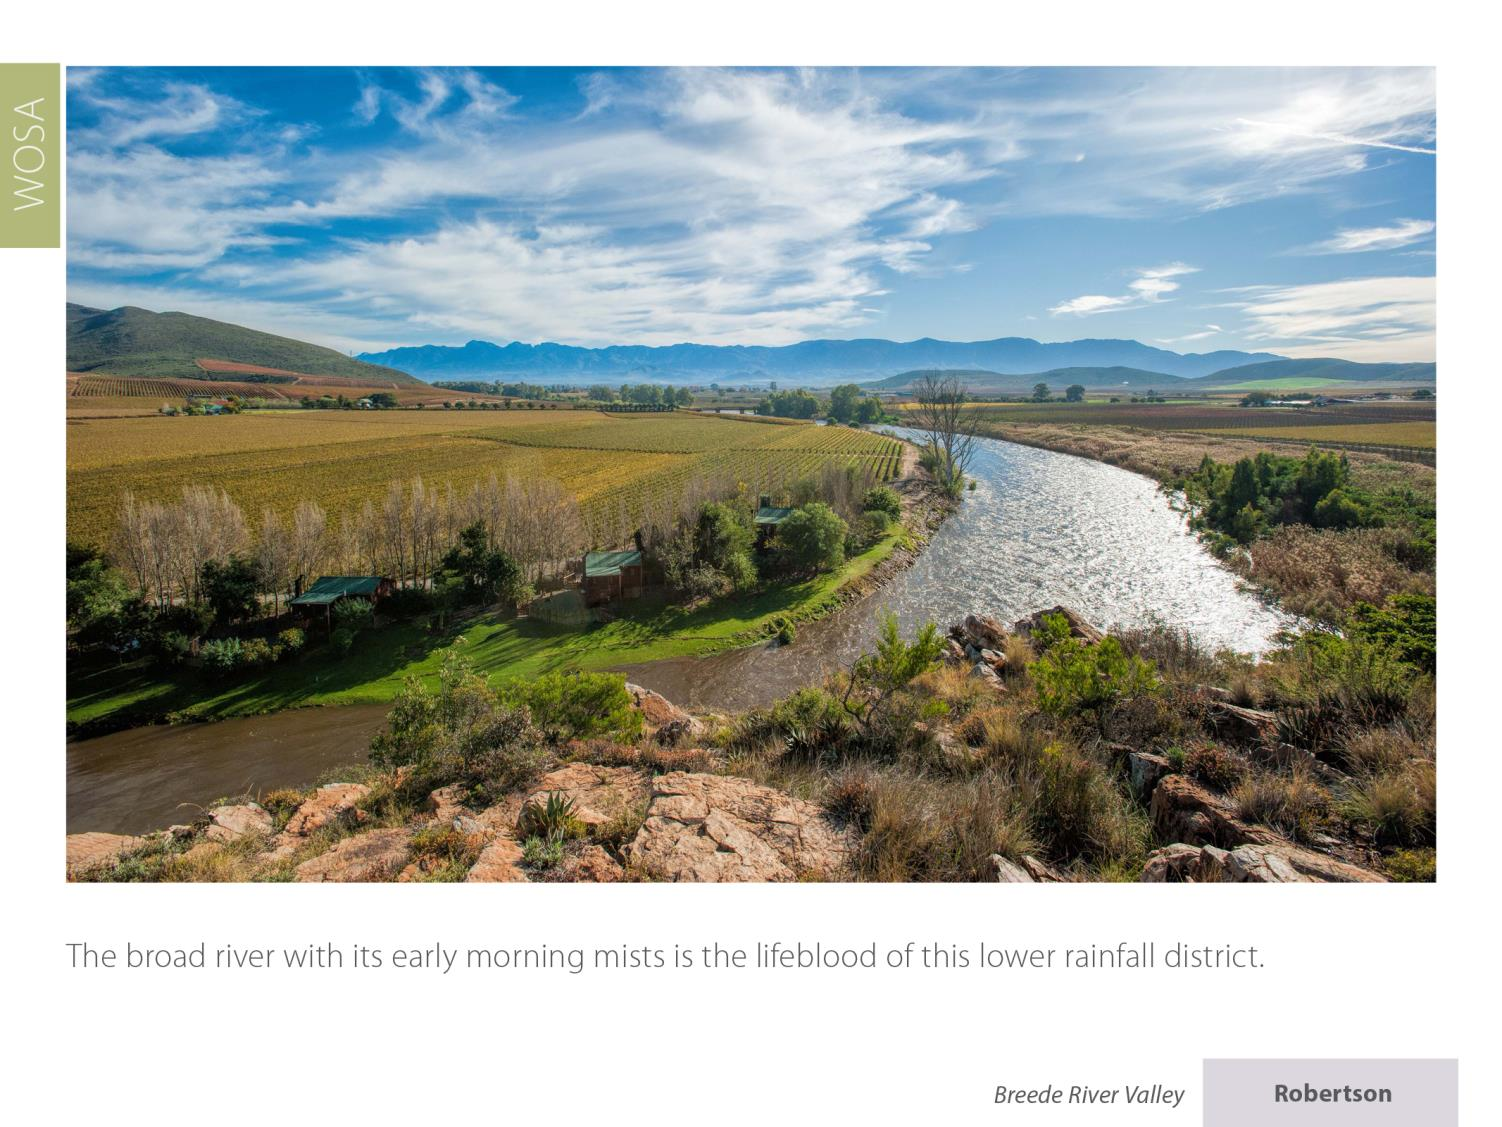 WOSA
The broad river with its early morning mists is the lifeblood of this lower rainfall district.
Breede River Valley
Robertson